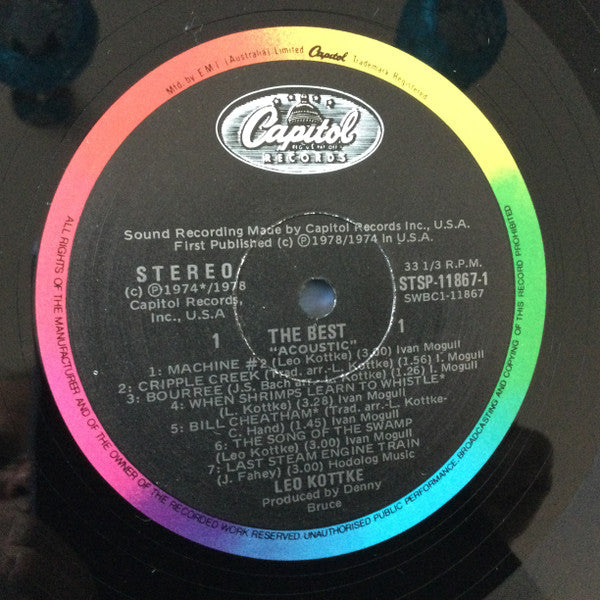 Mfd. by E.M.I. (Australia) Limited Capitol Trademark Registered
Capitol
RECORDS
Sound Recording Made by Capitol Records Inc., U.S.A.
First Published (c) Ⓟ1978/1974 in U.S.A.
STEREO
33 1/3 R.P.M.
(c) Ⓟ1974*/1978
STSP-11867-1
Capitol Records,
SWBC1-11867
Inc., U.S.A
1 THE BEST 1
"ACOUSTIC"
1: MACHINE #2 (Leo Kottke) (3.00) Ivan Mogull
2: CRIPPLE CREEK (Trad. arr.-L. Kottke) (1.56) I. Mogull
3: BOURREE (J.S. Bach arr.-L. Kottke) (1.26) I. Mogull
4: WHEN SHRIMPS LEARN TO WHISTLE*
(L. Kottke) (3.28) Ivan Mogull
5: BILL CHEATHAM* (Trad. arr.-L. Kottke-
C. Hand) (1.45) Ivan Mogull
6: THE SONG OF THE SWAMP
(Leo Kottke) (3.00) Ivan Mogull
7: LAST STEAM ENGINE TRAIN
(J. Fahey) (3.00) Hodolog Music
LEO KOTTKE
Produced by Denny
Bruce
ALL RIGHTS OF THE MANUFACTURER AND OF THE OWNER OF THE RECORDED WORK RESERVED. UNAUTHORISED PUBLIC PERFORMANCE, BROADCASTING AND COPYING OF THIS RECORD PROHIBITED